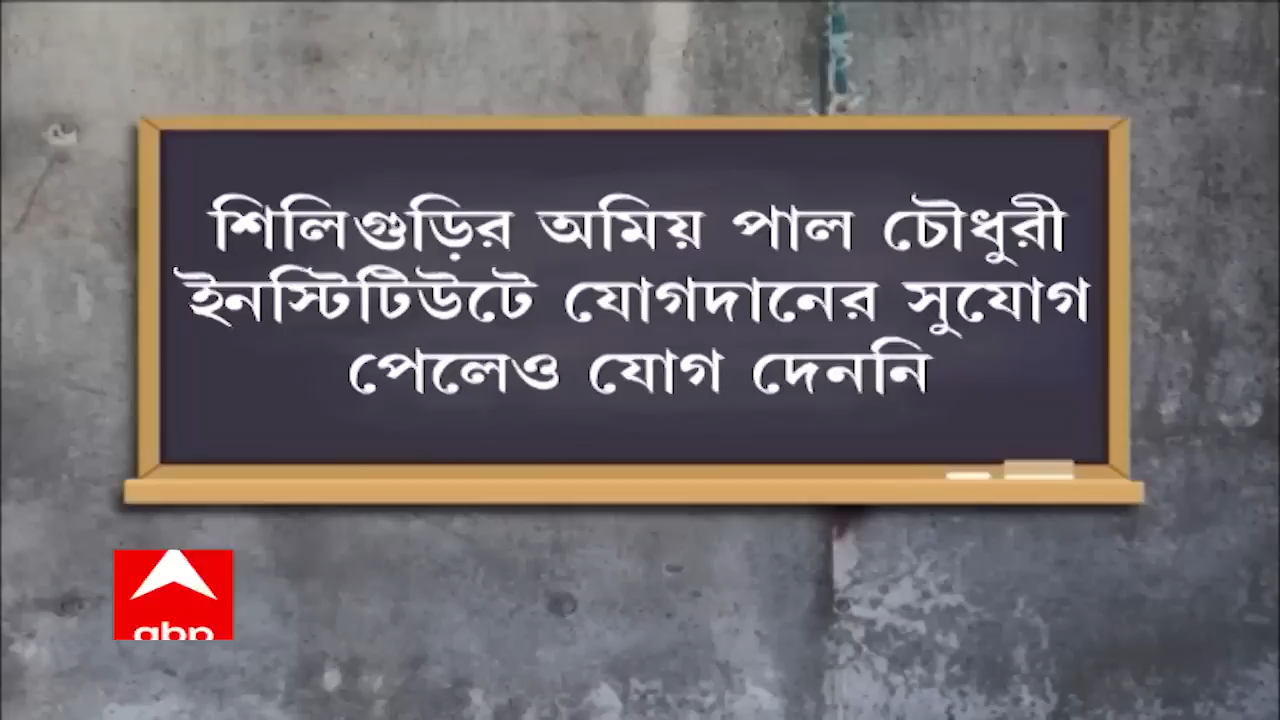 শিলিগুড়ির অমিয় পাল চৌধুরী
ইনস্টিটিউটে যোগদানের সুযোগ
পেলেও যোগ দেননি
abp